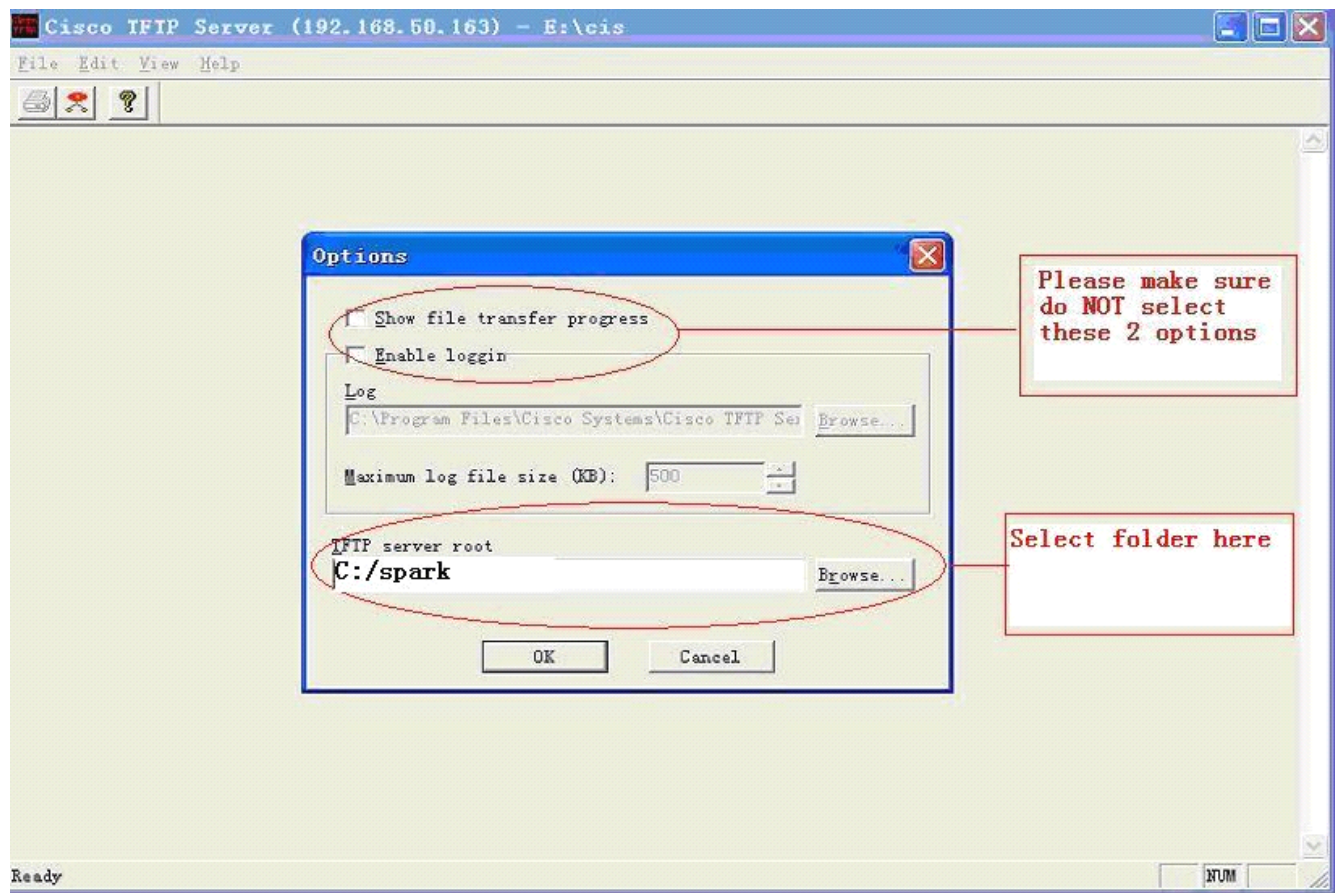 Cisco TFTP Server (192.168.50.163) - E:\cis
File Edit View Help
Options
Show file transfer progress
Enable loggin
Log
C:\Program Files\Cisco Systems\Cisco TFTP Ser
Browse...
Maximum log file size (KB):
500
TFTP server root
C:/spark
Browse...
OK
Cancel
Please make sure
do NOT select
these 2 options
Select folder here
Ready
NUM